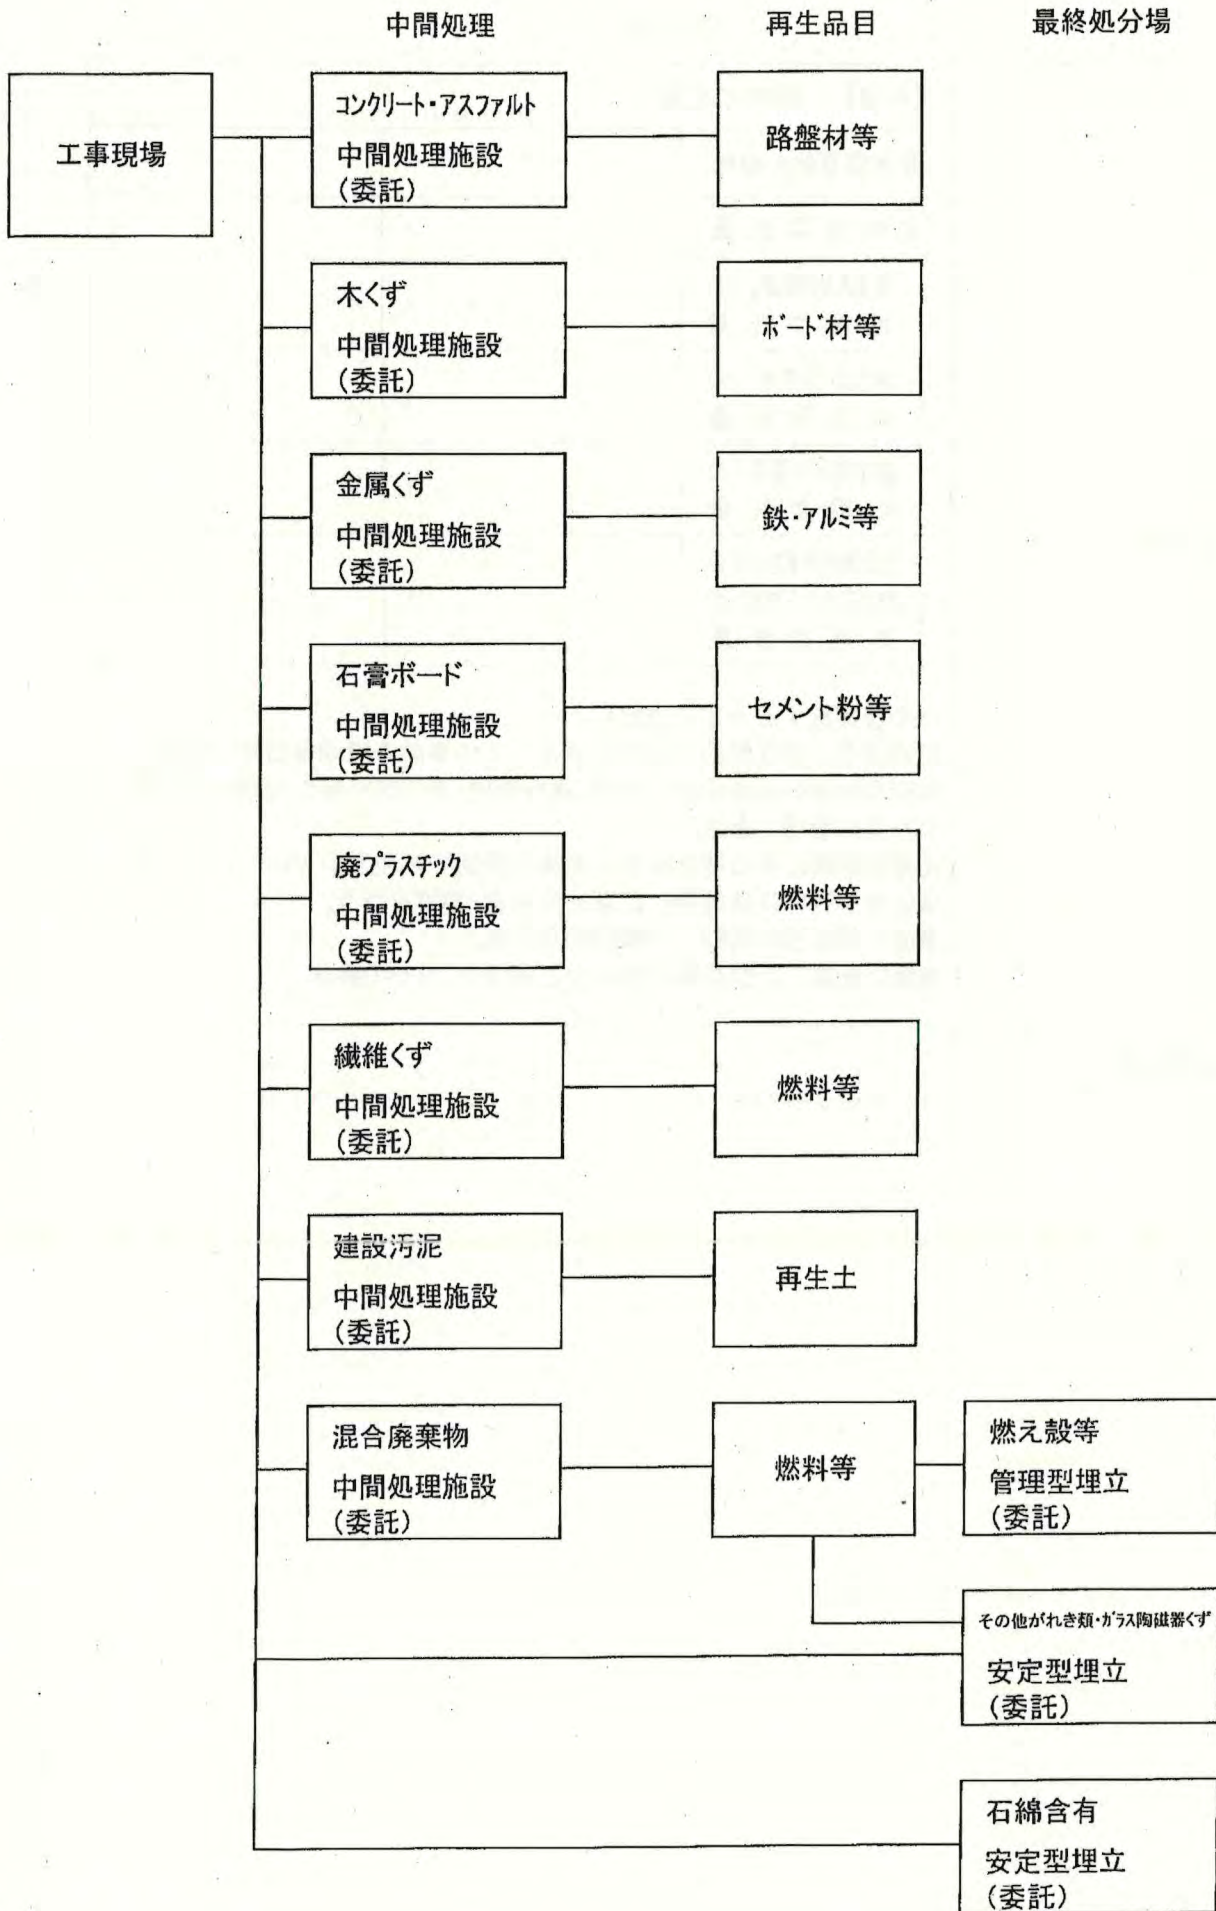 中間処理 再生品目 最終処分場
工事現場
コンクリート・アスファルト
中間処理施設
(委託)
路盤材等
木くず
中間処理施設
(委託)
ボード材等
金属くず
中間処理施設
(委託)
鉄・アルミ等
石膏ボード
中間処理施設
(委託)
セメント粉等
廃プラスチック
中間処理施設
(委託)
燃料等
繊維くず
中間処理施設
(委託)
燃料等
建設汚泥
中間処理施設
(委託)
再生土
混合廃棄物
中間処理施設
(委託)
燃料等
燃え殻等
管理型埋立
(委託)
その他がれき類・ガラス陶磁器くず
安定型埋立
(委託)
石綿含有
安定型埋立
(委託)